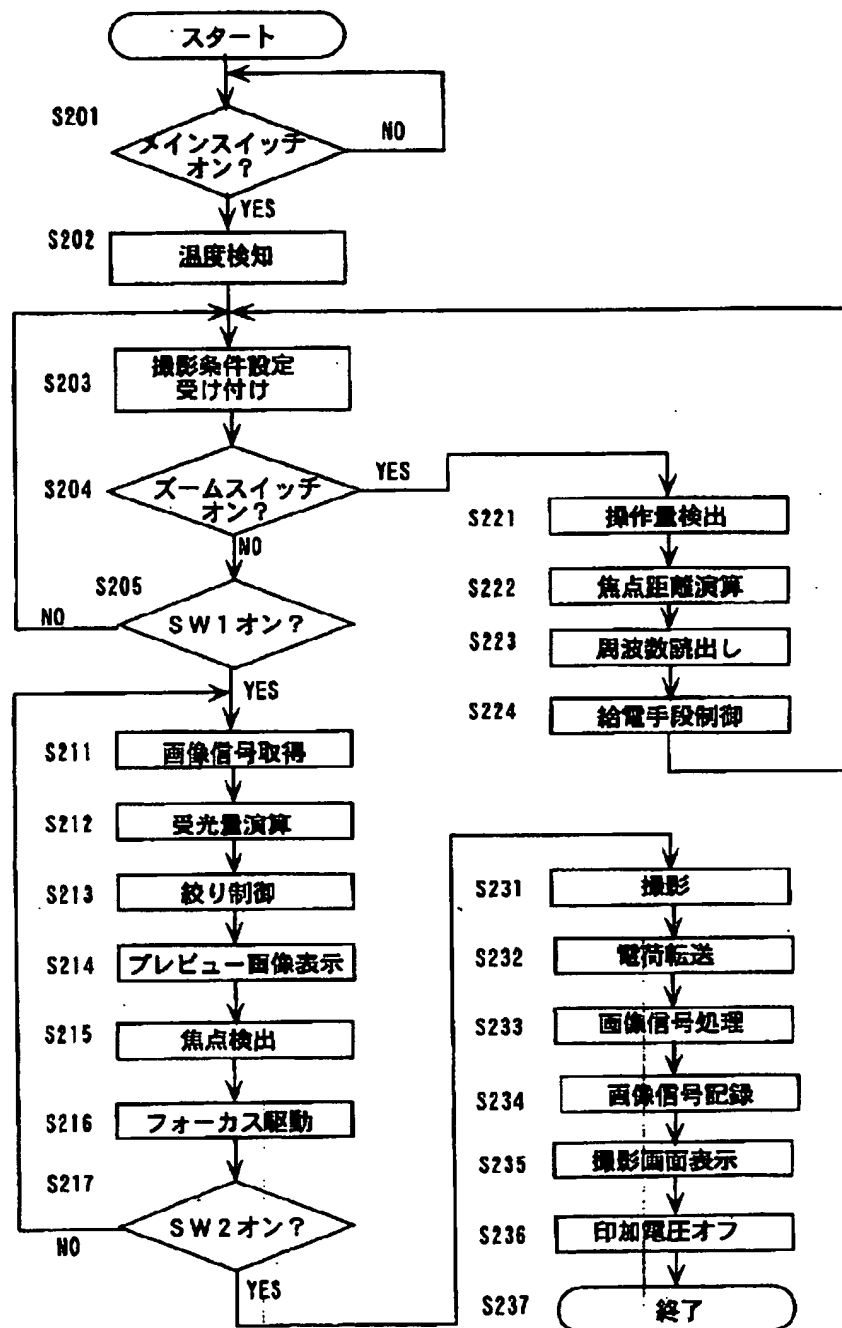 スタート
S201
メインスイッチ
オン?
NO
YES
S202
温度検知
S203
撮影条件設定
受け付け
S204
ズームスイッチ
オン?
YES
NO
S205
SW1オン?
NO
YES
S211
画像信号取得
S212
受光量演算
S213
絞り制御
S214
プレビュー画像表示
S215
焦点検出
S216
フォーカス駆動
S217
SW2オン?
NO
YES
S221
操作量検出
S222
焦点距離演算
S223
周波数読出し
S224
給電手段制御
S231
撮影
S232
電荷転送
S233
画像信号処理
S234
画像信号記録
S235
撮影画面表示
S236
印加電圧オフ
S237
終了